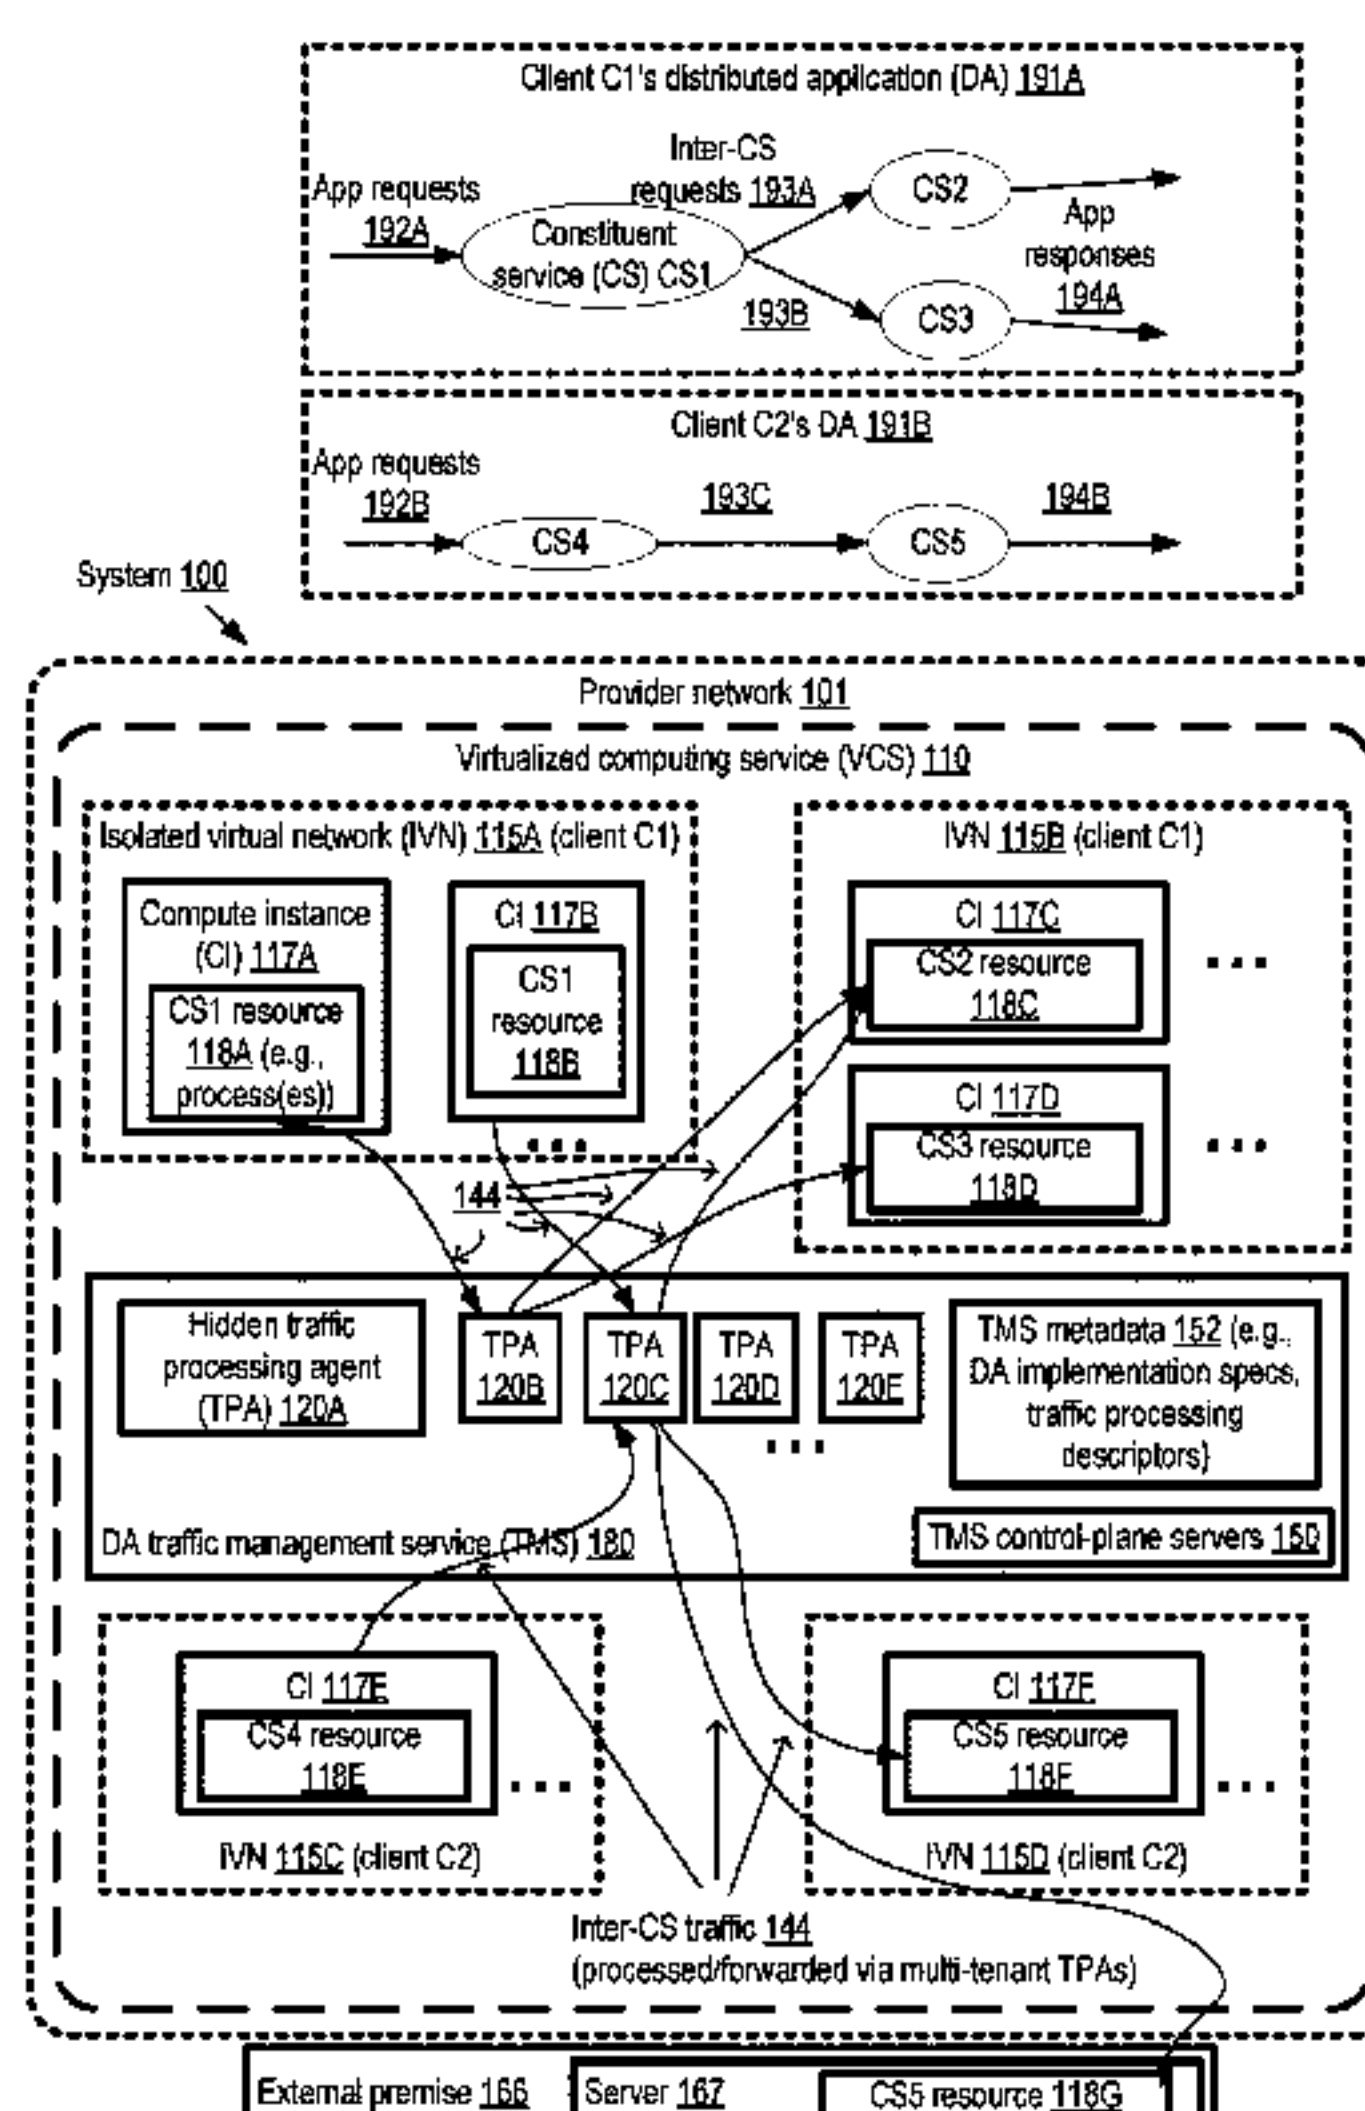 Client C1's distributed application (DA) 191A
Inter-CS
requests 193A
App requests
192A
Constituent
service (CS) CS1
CS2
App
responses
194A
193B
CS3
Client C2's DA 191B
App requests
192B
193C
194B
CS4
CS5
System 100
Provider network 101
Virtualized computing service (VCS) 110
Isolated virtual network (IVN) 115A (client C1)
Compute instance
(CI) 117A
CS1 resource
118A (e.g.,
process(es))
CI 117B
CS1
resource
118B
...
IVN 115B (client C1)
CI 117C
CS2 resource
118C
...
CI 117D
CS3 resource
118D
...
144
Hidden traffic
processing agent
(TPA) 120A
TPA
120B
TPA
120C
TPA
120D
TPA
120E
...
TMS metadata 152 (e.g.,
DA implementation specs,
traffic processing
descriptors)
DA traffic management service (TMS) 180
TMS control-plane servers 150
CI 117E
CS4 resource
118E
...
IVN 115C (client C2)
CI 117F
CS5 resource
118F
...
IVN 115D (client C2)
Inter-CS traffic 144
(processed/forwarded via multi-tenant TPAs)
External premise 166
Server 167
CS5 resource 118G